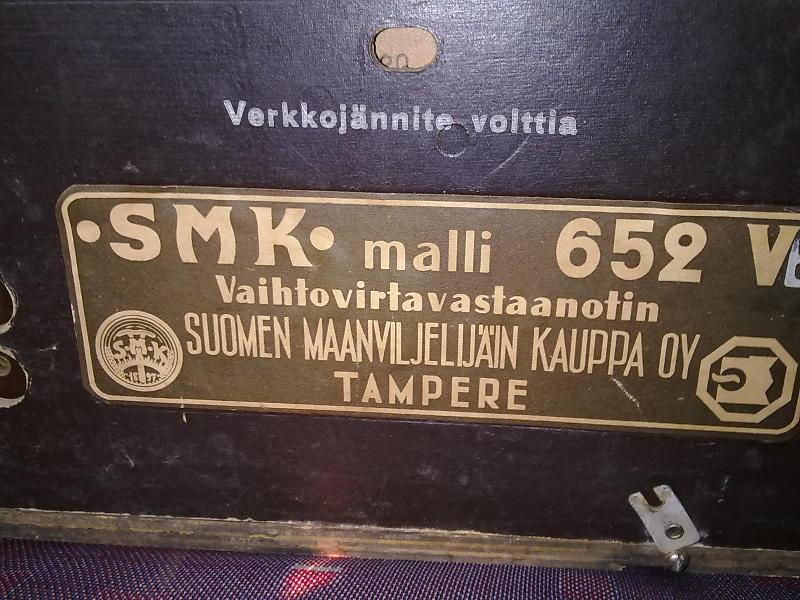 Verkkojännite volttia
• SMK • malli 652 V
Vaihtovirtavastaanotin
SUOMEN MAANVILJELIJÄIN KAUPPA OY
S·M·K
TAMPERE